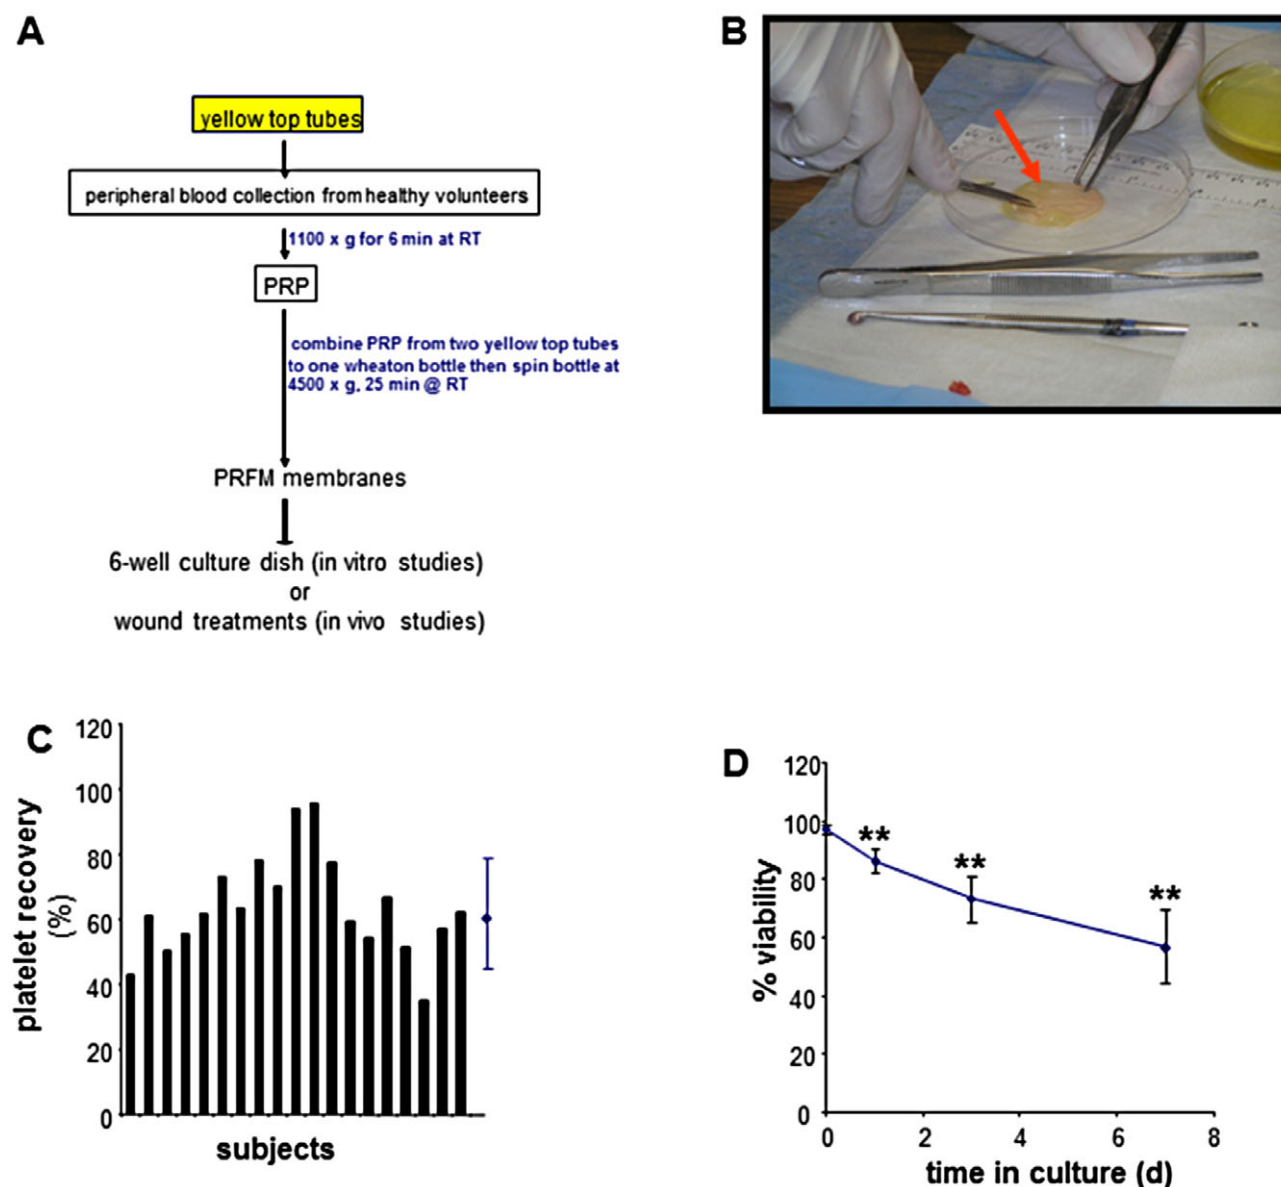 A
yellow top tubes
peripheral blood collection from healthy volunteers
1100 x g for 6 min at RT
PRP
combine PRP from two yellow top tubes
to one wheaton bottle then spin bottle at
4500 x g, 25 min @ RT
PRFM membranes
6-well culture dish (in vitro studies)
or
wound treatments (in vivo studies)
B
C
platelet recovery
(%)
120
100
80
60
40
20
0
subjects
D
% viability
120
100
80
60
40
20
0
**
**
**
0 2 4 6 8
time in culture (d)